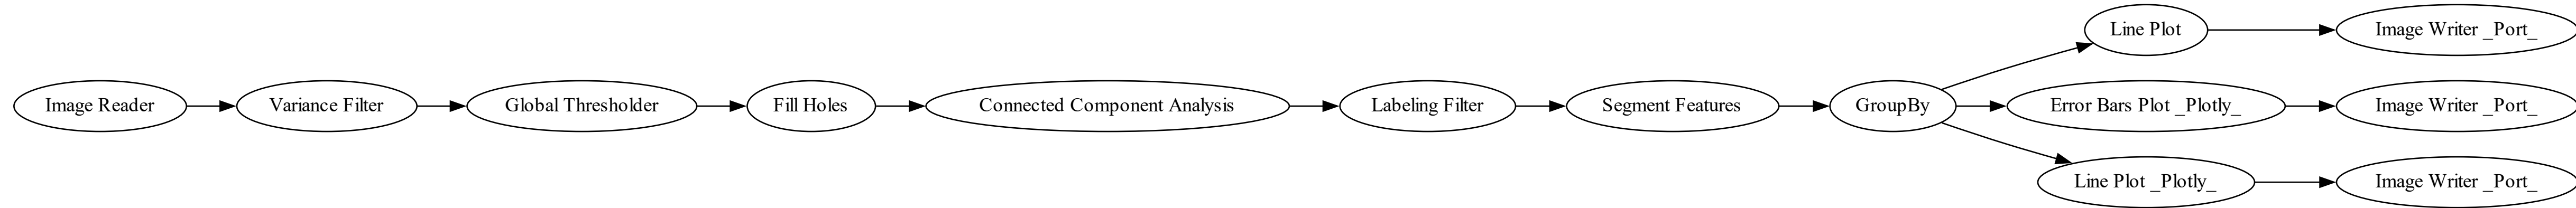 Image Reader
Variance Filter
Global Thresholder
Fill Holes
Connected Component Analysis
Labeling Filter
Segment Features
GroupBy
Line Plot
Image Writer _Port_
Error Bars Plot _Plotly_
Image Writer _Port_
Line Plot _Plotly_
Image Writer _Port_